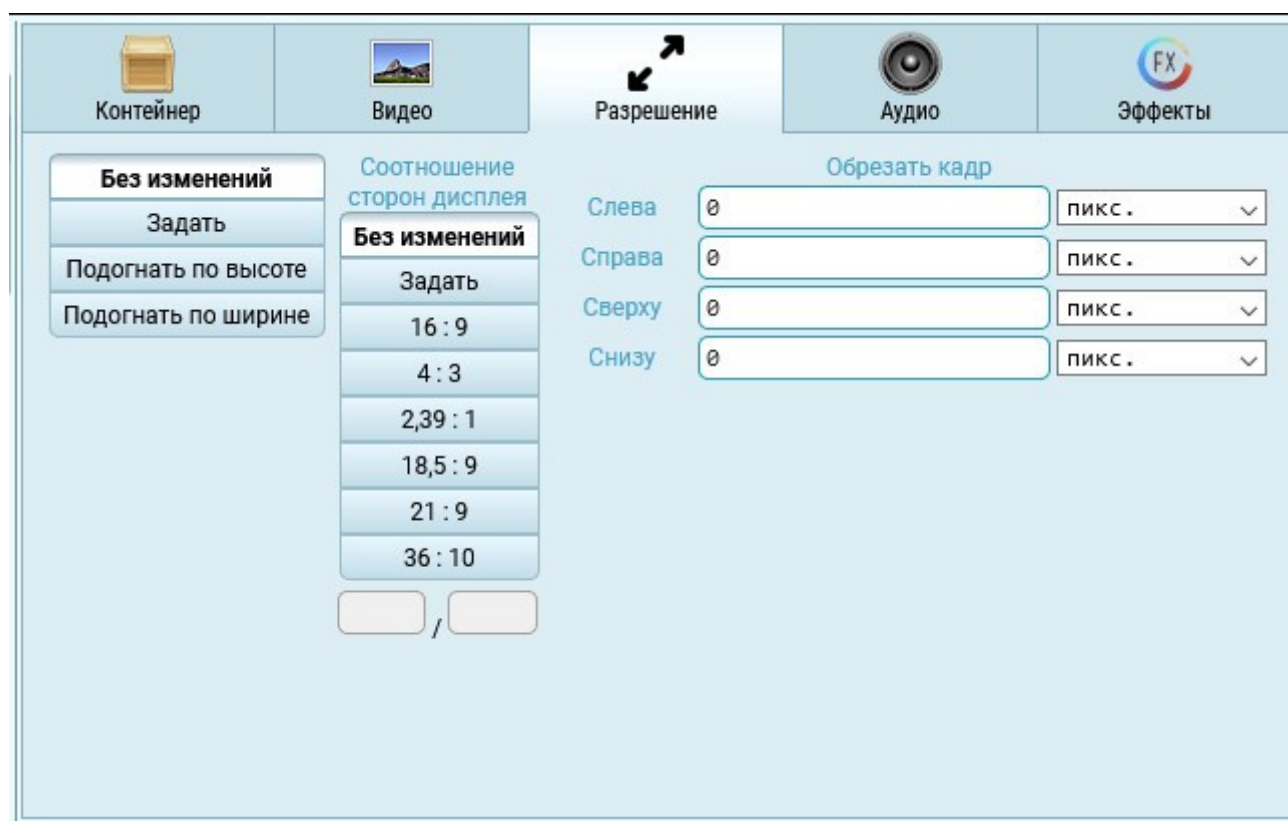 Контейнер
Видео
Разрешение
Аудио
FX
Эффекты
Без изменений
Задать
Подогнать по высоте
Подогнать по ширине
Соотношение
сторон дисплея
Без изменений
Задать
16 : 9
4 : 3
2,39 : 1
18,5 : 9
21 : 9
36 : 10
/
Обрезать кадр
Слева 0 пикс.
Справа 0 пикс.
Сверху 0 пикс.
Снизу 0 пикс.